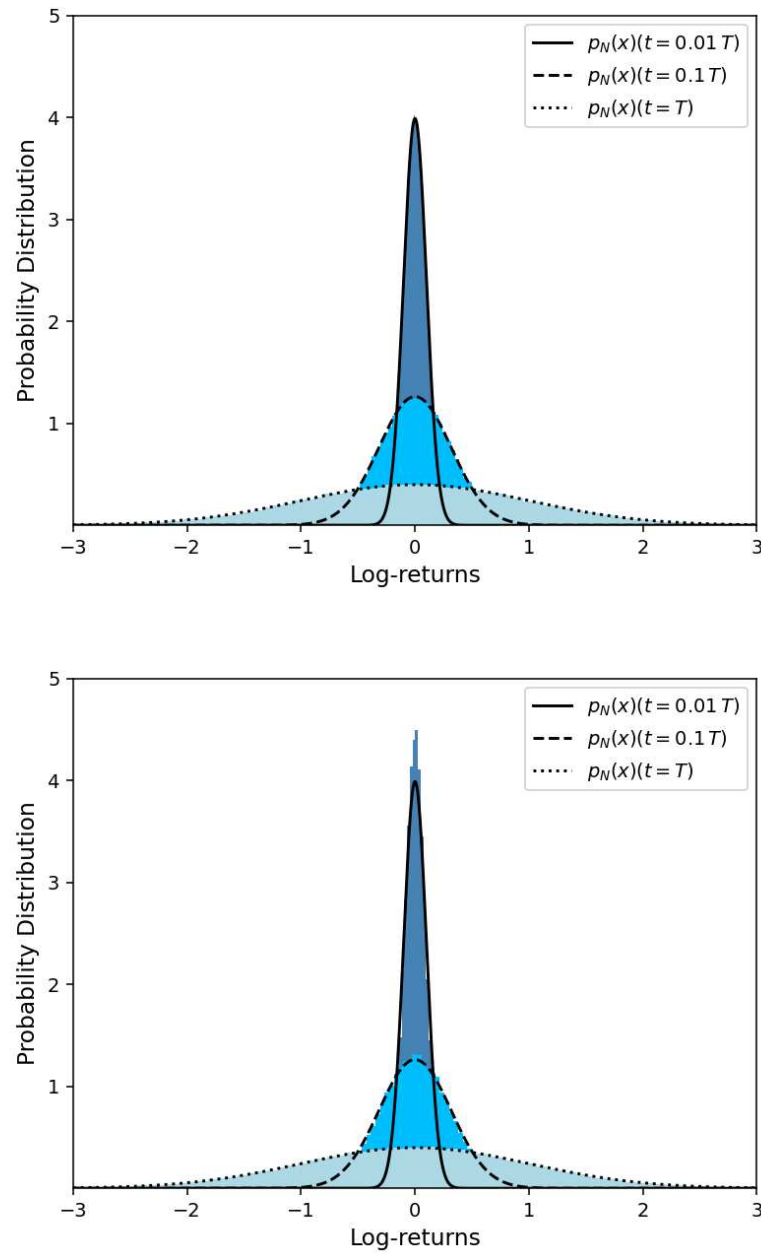 5
4
3
2
1
Probability Distribution
p_N(x)(t = 0.01 T)
p_N(x)(t = 0.1 T)
p_N(x)(t = T)
−3 −2 −1 0 1 2 3
Log-returns
5
4
3
2
1
Probability Distribution
p_N(x)(t = 0.01 T)
p_N(x)(t = 0.1 T)
p_N(x)(t = T)
−3 −2 −1 0 1 2 3
Log-returns